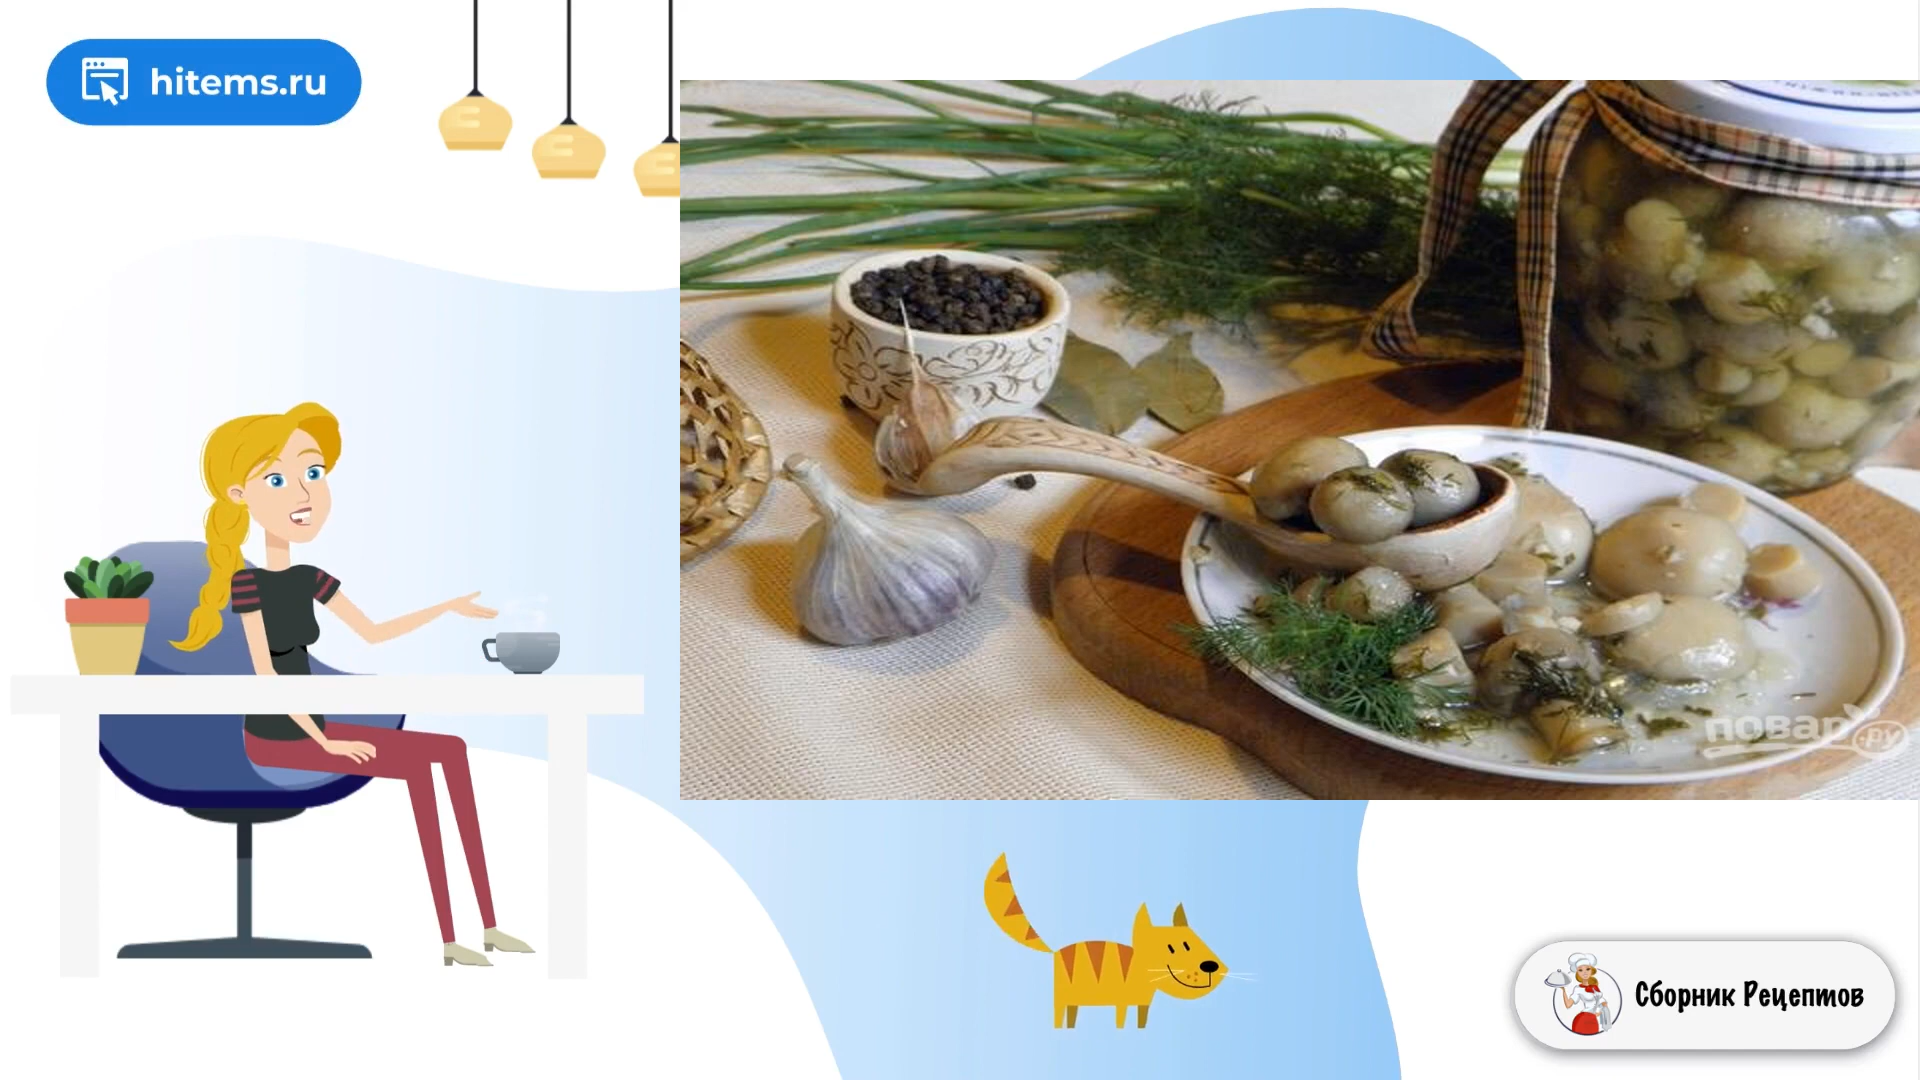 hitems.ru
повар.ру
Сборник Рецептов